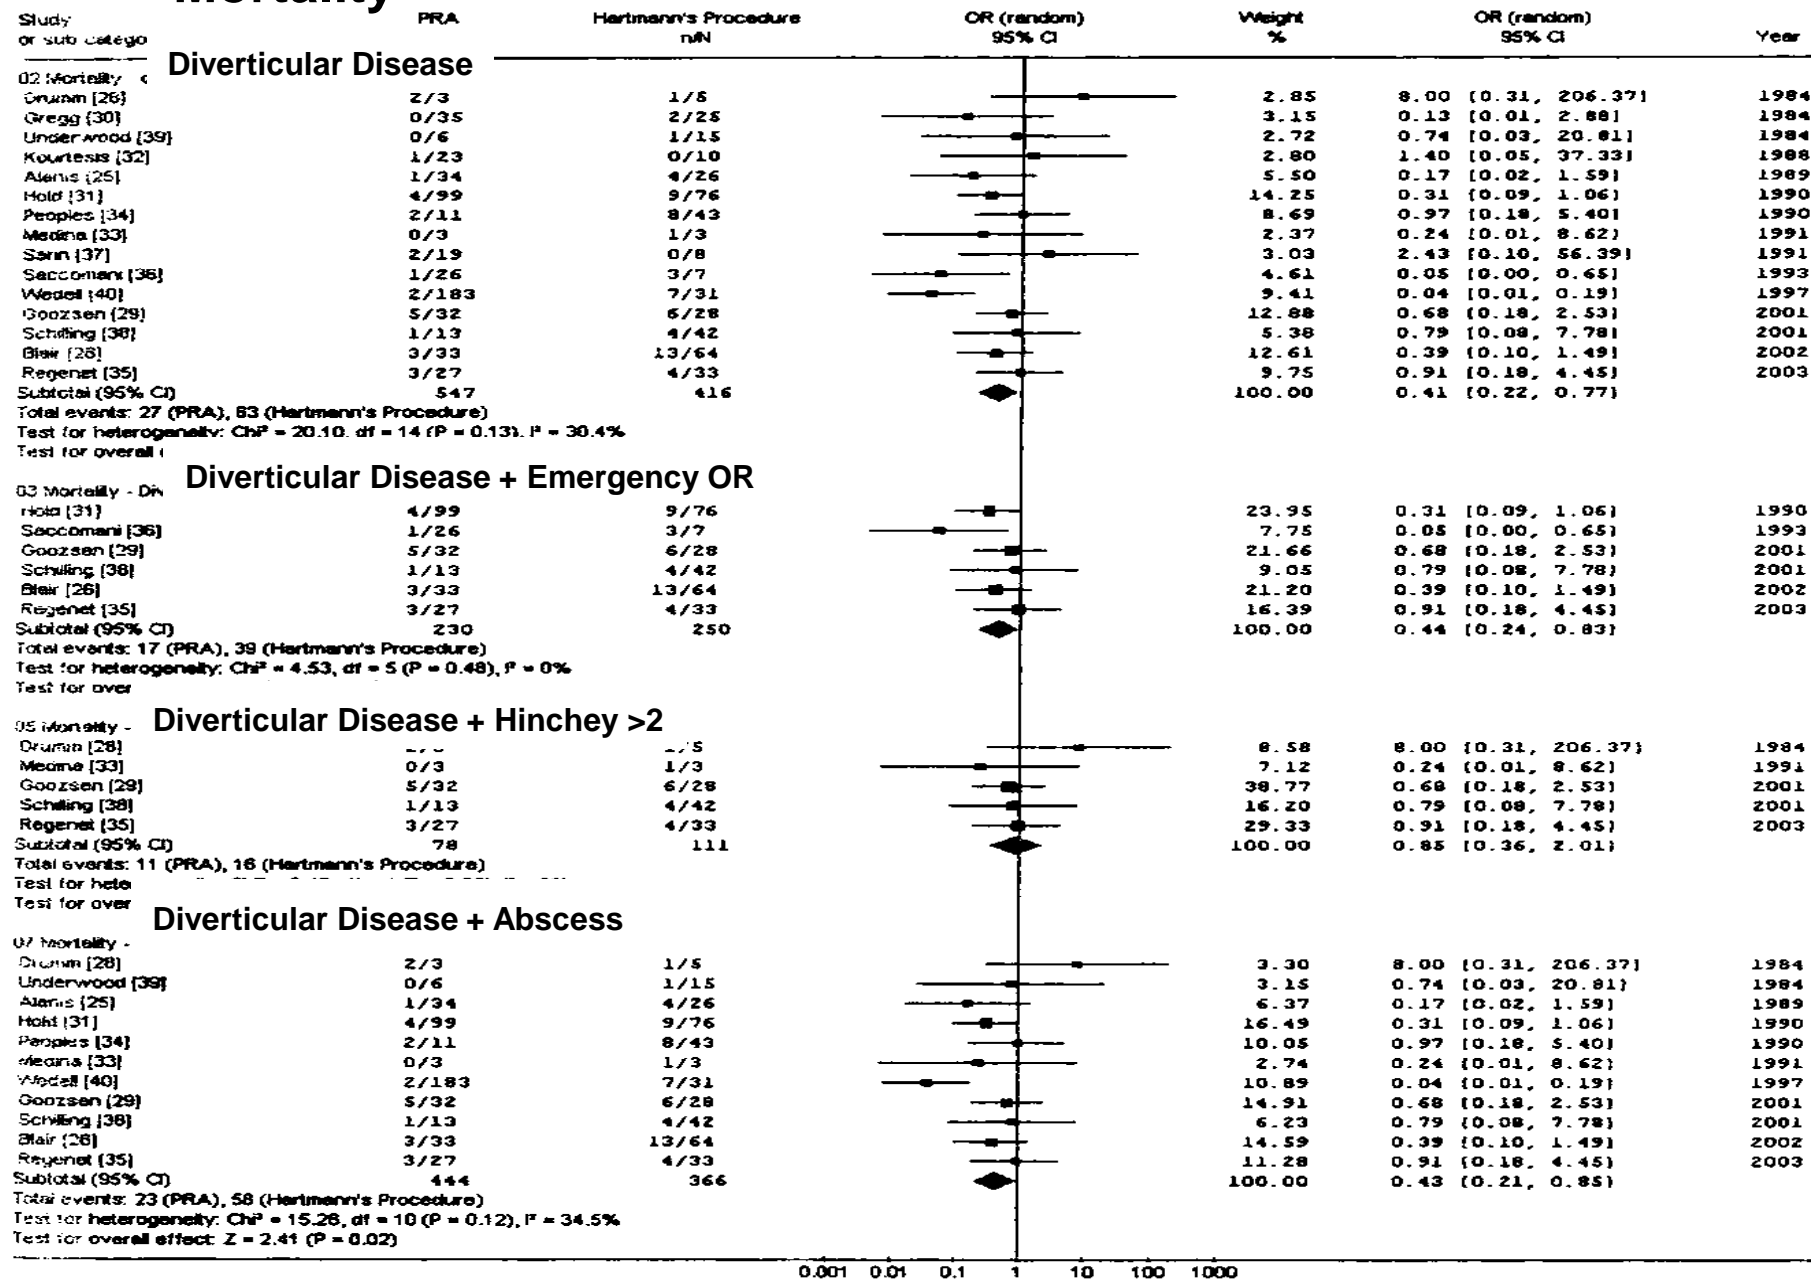 Mortality
Study PRA Hartmann's Procedure OR (random) Weight OR (random)
or sub catego n/N 95% CI % 95% CI Year
Diverticular Disease
02 Mortality
Drumm [28] 2/3 1/5 2.85 8.00 [0.31, 206.37] 1984
Gregg [30] 0/35 2/25 3.15 0.13 [0.01, 2.88] 1984
Underwood [39] 0/6 1/15 2.72 0.74 [0.03, 20.81] 1984
Kourtesis [32] 1/23 0/10 2.80 1.40 [0.05, 37.33] 1988
Alanis [25] 1/34 4/26 5.50 0.17 [0.02, 1.59] 1989
Hold [31] 4/99 9/76 14.25 0.31 [0.09, 1.06] 1990
Peoples [34] 2/11 8/43 8.69 0.97 [0.18, 5.40] 1990
Medina [33] 0/3 1/3 2.37 0.24 [0.01, 8.62] 1991
Sarin [37] 2/19 0/8 3.03 2.43 [0.10, 56.39] 1991
Saccomani [36] 1/26 3/7 4.61 0.05 [0.00, 0.65] 1993
Wedell [40] 2/183 7/31 9.41 0.04 [0.01, 0.19] 1997
Goozsen [29] 5/32 6/28 12.88 0.68 [0.18, 2.53] 2001
Schilling [38] 1/13 4/42 5.38 0.79 [0.08, 7.78] 2001
Blair [26] 3/33 13/64 12.61 0.39 [0.10, 1.49] 2002
Regenet [35] 3/27 4/33 9.75 0.91 [0.18, 4.45] 2003
Subtotal (95% CI) 547 416 100.00 0.41 [0.22, 0.77]
Total events: 27 (PRA), 63 (Hartmann's Procedure)
Test for heterogeneity: Chi² = 20.10, df = 14 (P = 0.13), I² = 30.4%
Test for overall
Diverticular Disease + Emergency OR
03 Mortality - Div
Hold [31] 4/99 9/76 23.95 0.31 [0.09, 1.06] 1990
Saccomani [36] 1/26 3/7 7.75 0.05 [0.00, 0.65] 1993
Goozsen [29] 5/32 6/28 21.66 0.68 [0.18, 2.53] 2001
Schilling [38] 1/13 4/42 9.05 0.79 [0.08, 7.78] 2001
Blair [26] 3/33 13/64 21.20 0.39 [0.10, 1.49] 2002
Regenet [35] 3/27 4/33 16.39 0.91 [0.18, 4.45] 2003
Subtotal (95% CI) 230 250 100.00 0.44 [0.24, 0.83]
Total events: 17 (PRA), 39 (Hartmann's Procedure)
Test for heterogeneity: Chi² = 4.53, df = 5 (P = 0.48), I² = 0%
Test for over
Diverticular Disease + Hinchey >2
05 Mortality -
Drumm [28] 1/5 8.58 8.00 [0.31, 206.37] 1984
Medina [33] 0/3 1/3 7.12 0.24 [0.01, 8.62] 1991
Goozsen [29] 5/32 6/28 38.77 0.68 [0.18, 2.53] 2001
Schilling [38] 1/13 4/42 16.20 0.79 [0.08, 7.78] 2001
Regenet [35] 3/27 4/33 29.33 0.91 [0.18, 4.45] 2003
Subtotal (95% CI) 78 111 100.00 0.85 [0.36, 2.01]
Total events: 11 (PRA), 16 (Hartmann's Procedure)
Test for hete
Test for over
Diverticular Disease + Abscess
07 Mortality -
Drumm [28] 2/3 1/5 3.30 8.00 [0.31, 206.37] 1984
Underwood [39] 0/6 1/15 3.15 0.74 [0.03, 20.81] 1984
Alanis [25] 1/34 4/26 6.37 0.17 [0.02, 1.59] 1989
Hold [31] 4/99 9/76 16.49 0.31 [0.09, 1.06] 1990
Peoples [34] 2/11 8/43 10.05 0.97 [0.18, 5.40] 1990
Medina [33] 0/3 1/3 2.74 0.24 [0.01, 8.62] 1991
Wedell [40] 2/183 7/31 10.89 0.04 [0.01, 0.19] 1997
Goozsen [29] 5/32 6/28 14.91 0.68 [0.18, 2.53] 2001
Schilling [38] 1/13 4/42 6.23 0.79 [0.08, 7.78] 2001
Blair [26] 3/33 13/64 14.59 0.39 [0.10, 1.49] 2002
Regenet [35] 3/27 4/33 11.28 0.91 [0.18, 4.45] 2003
Subtotal (95% CI) 444 366 100.00 0.43 [0.21, 0.85]
Total events: 23 (PRA), 58 (Hartmann's Procedure)
Test for heterogeneity: Chi² = 15.26, df = 10 (P = 0.12), I² = 34.5%
Test for overall effect: Z = 2.41 (P = 0.02)
0.001 0.01 0.1 1 10 100 1000